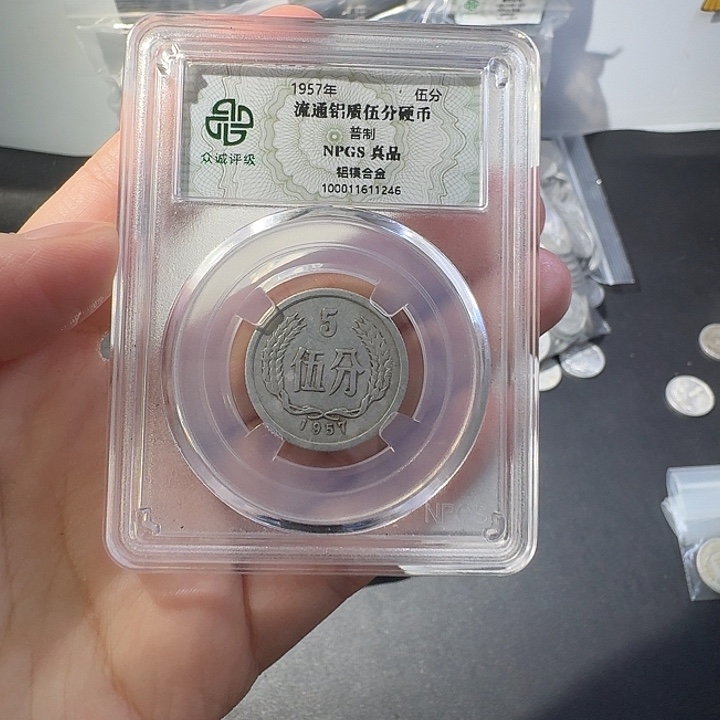 1957年 伍分
流通铝质伍分硬币
普制
NPGS 真品
铝镁合金
100011611246
众诚评级
5
伍分
1957
NPGS